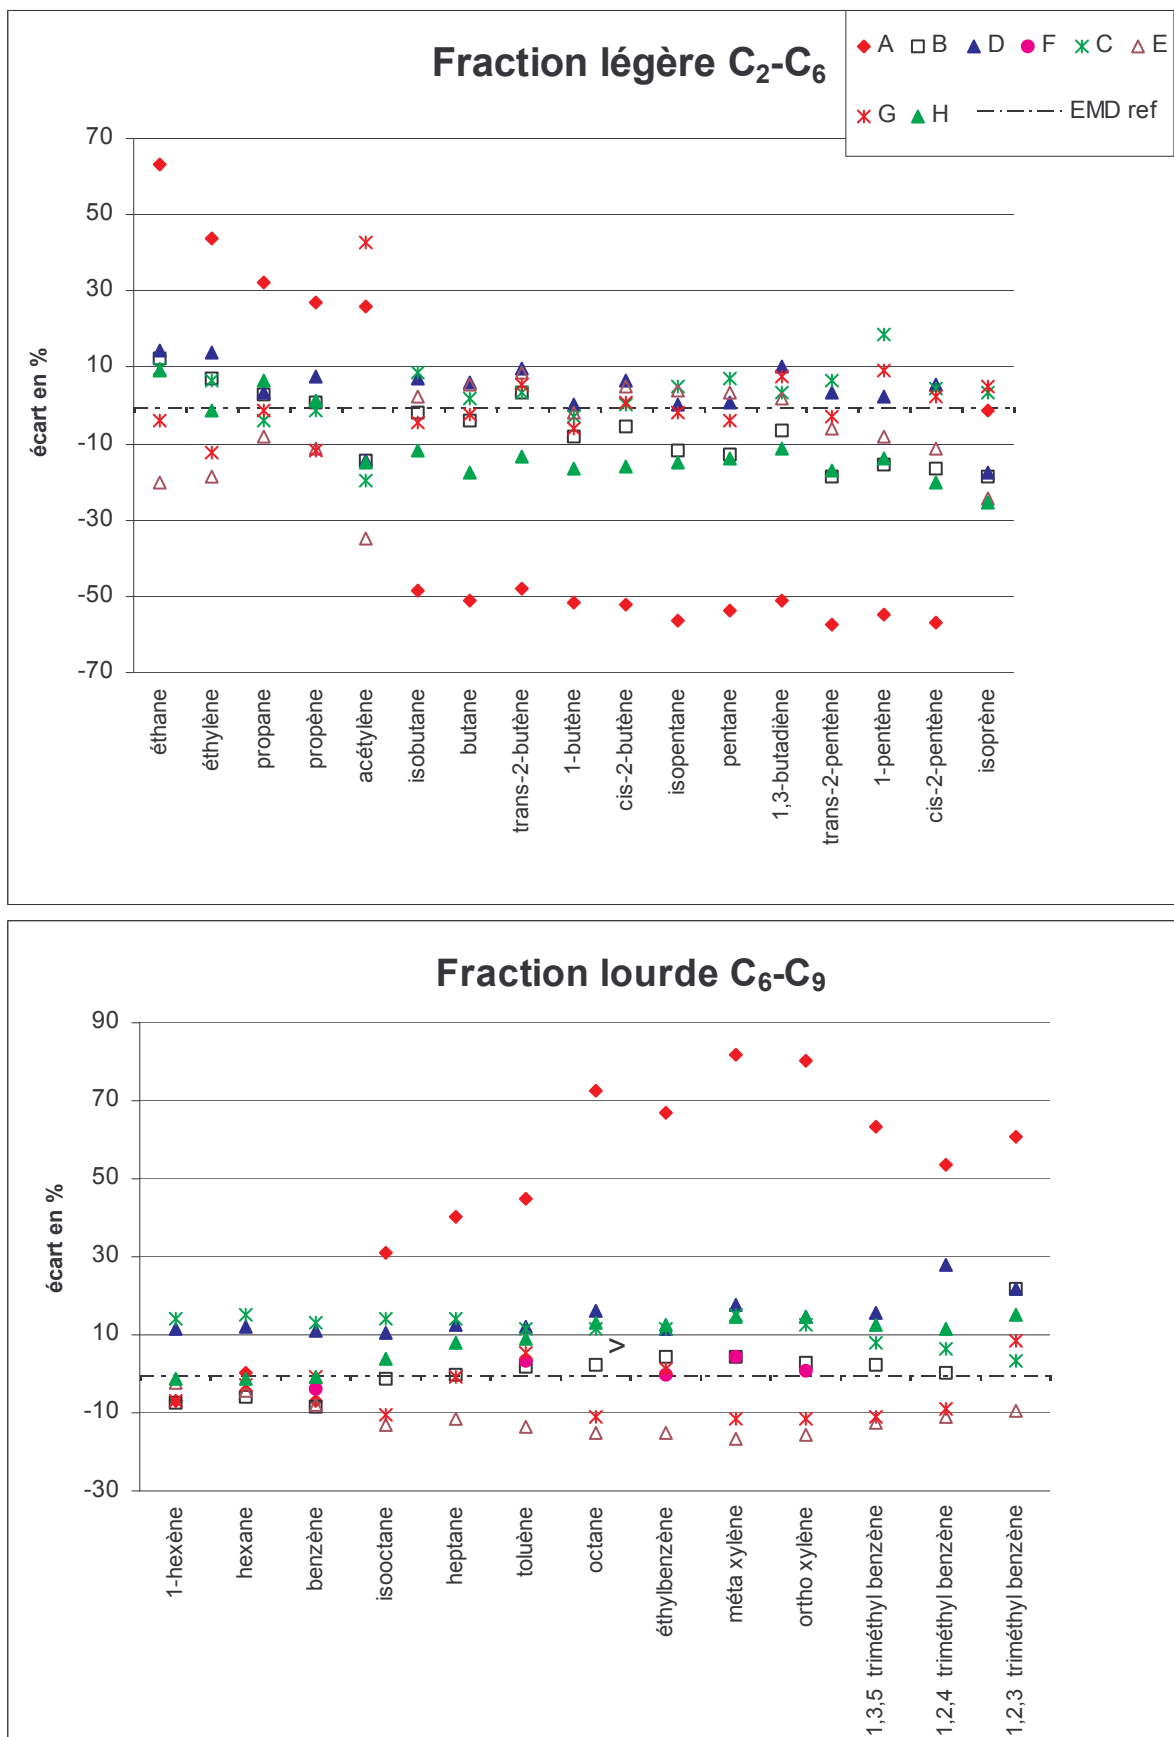 Fraction légère C₂-C₆
A B D F C E
G H EMD ref
écart en %
70
50
30
10
-10
-30
-50
-70
éthane
éthylène
propane
propène
acétylène
isobutane
butane
trans-2-butène
1-butène
cis-2-butène
isopentane
pentane
1,3-butadiène
trans-2-pentène
1-pentène
cis-2-pentène
isoprène
Fraction lourde C₆-C₉
écart en %
90
70
50
30
10
-10
-30
>
1-hexène
hexane
benzène
isooctane
heptane
toluène
octane
éthylbenzène
méta xylène
ortho xylène
1,3,5 triméthyl benzène
1,2,4 triméthyl benzène
1,2,3 triméthyl benzène